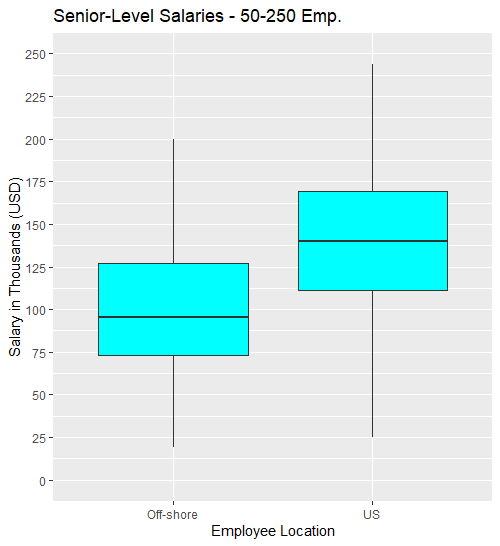 Senior-Level Salaries - 50-250 Emp.
Salary in Thousands (USD)
250
225
200
175
150
125
100
75
50
25
0
Off-shore
US
Employee Location